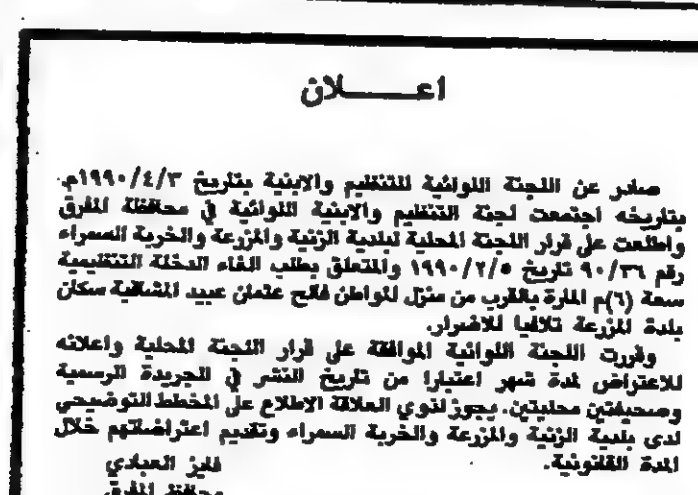 اعـــــلان
صادر عن اللجنة اللوائية للتنظيم والابنية بتاريخ ١٩٩٠/٤/٣م.
بتاريخه اجتمعت لجنة التنظيم والابنية اللوائية في محافظة المفرق
واطلعت على قرار اللجنة المحلية لبلدية الزنية والمزرعة والخربة السمراء
رقم ٩٠/٣٦ تاريخ ١٩٩٠/٢/٥ والمتعلق بطلب الغاء الدخلة التنظيمية
سعة (٦)م المارة بالقرب من منزل المواطن فالح عثمان عبيد المشاقبة سكان
بلدة المزرعة تلافيا للاضرار.
وقررت اللجنة اللوائية الموافقة على قرار اللجنة المحلية واعلانه
للاعتراض لمدة شهر اعتبارا من تاريخ النشر في الجريدة الرسمية
وصحيفتين محليتين. يجوز لذوي العلاقة الاطلاع على المخطط التوضيحي
لدى بلدية الزنية والمزرعة والخربة السمراء وتقديم اعتراضاتهم خلال
المدة القانونية.
فايز العبادي
محافظ المفرق